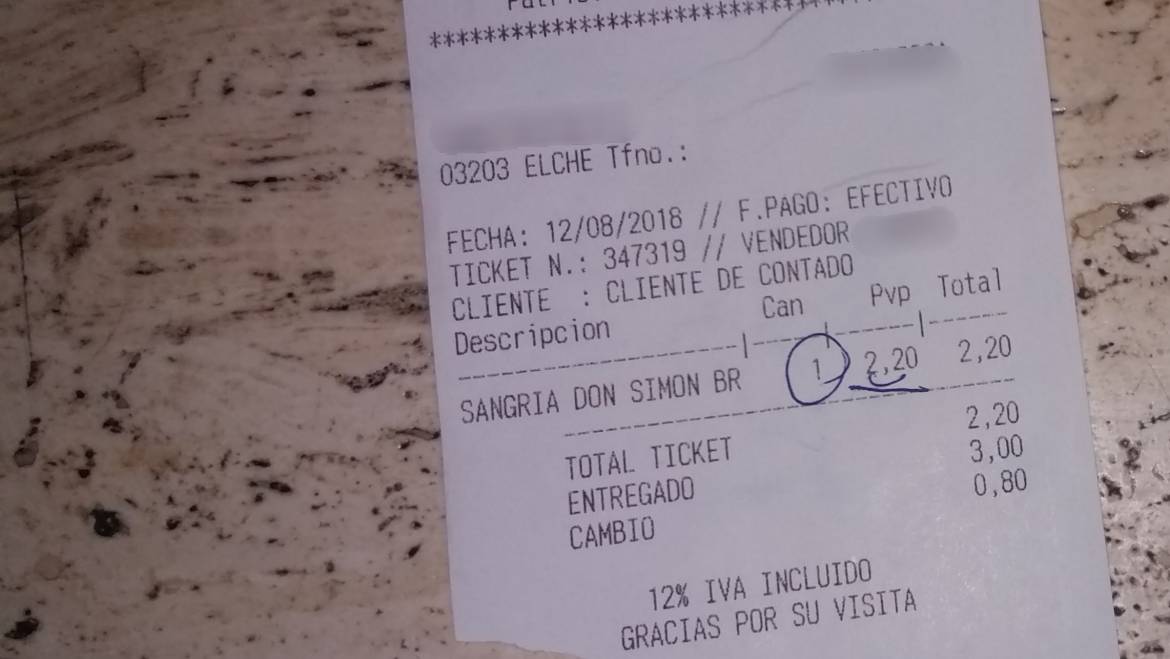 ********************************
03203 ELCHE Tfno.:
FECHA: 12/08/2018 // F.PAGO: EFECTIVO
TICKET N.: 347319 // VENDEDOR
CLIENTE : CLIENTE DE CONTADO
Descripcion Can Pvp Total
--------------------|-------|--------|--------
SANGRIA DON SIMON BR 1 2,20 2,20
--------------------------------
TOTAL TICKET 2,20
ENTREGADO 3,00
CAMBIO 0,80
12% IVA INCLUIDO
GRACIAS POR SU VISITA